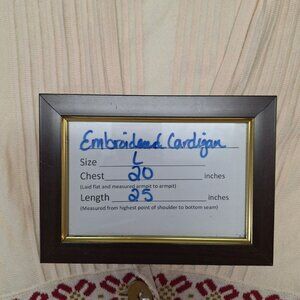 Embroidered Cardigan
Size L
Chest 20 inches
(Laid flat and measured armpit to armpit)
Length 25 inches
(Measured from highest point of shoulder to bottom seam)